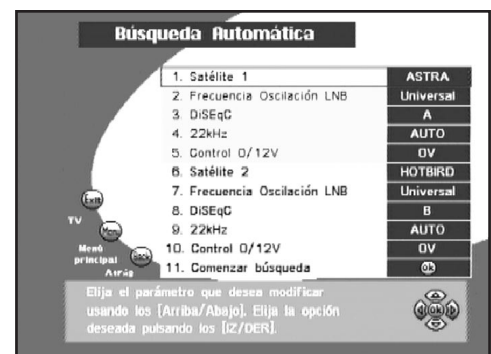 Búsqueda Automática
1. Satélite 1 ASTRA
2. Frecuencia Oscilación LNB Universal
3. DiSEqC A
4. 22kHz AUTO
5. Control 0/12V 0V
6. Satélite 2 HOTBIRD
7. Frecuencia Oscilación LNB Universal
8. DiSEqC B
9. 22kHz AUTO
10. Control 0/12V 0V
11. Comenzar búsqueda Ok
Exit
TV
Menu
Menú
principal
Back
Atrás
Elija el parámetro que desea modificar
usando los [Arriba/Abajo]. Elija la opción
deseada pulsando los [IZ/DER].
Ok